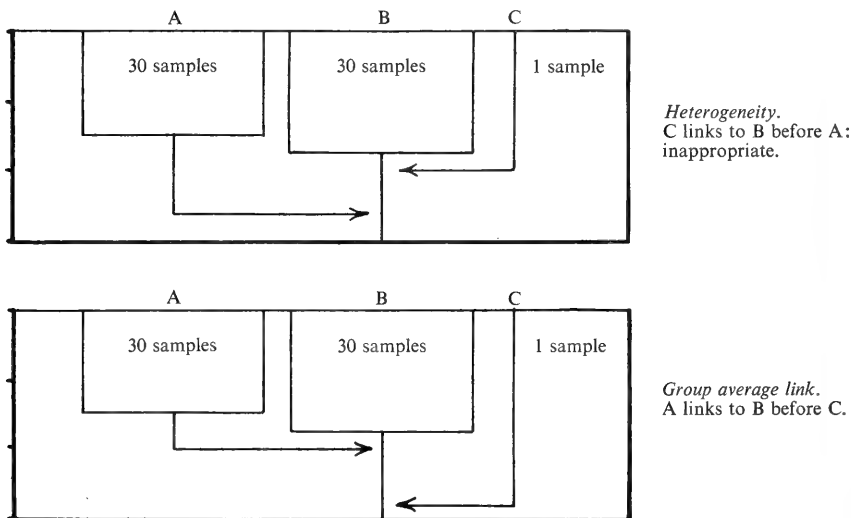 A B C
30 samples 30 samples 1 sample
Heterogeneity.
C links to B before A:
inappropriate.
A B C
30 samples 30 samples 1 sample
Group average link.
A links to B before C.